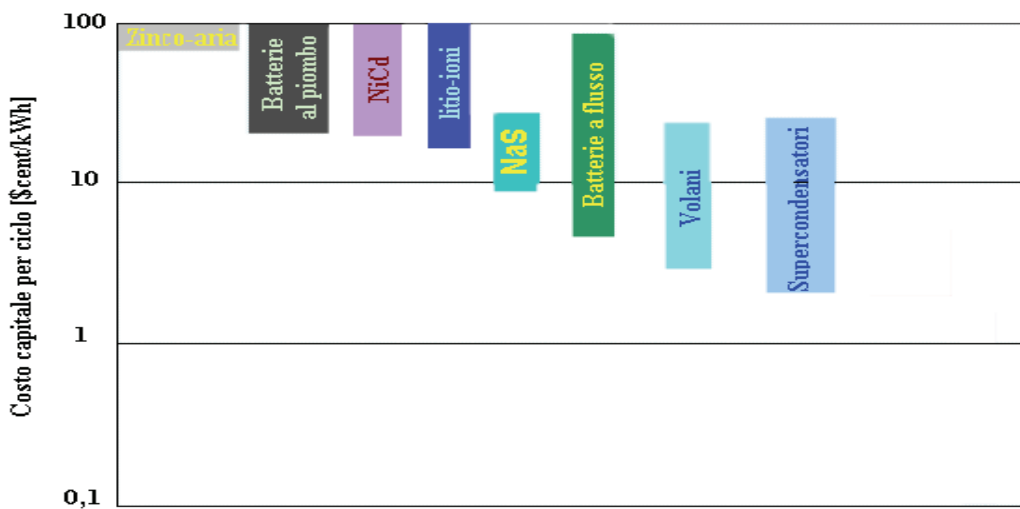 100
10
1
0,1
Costo capitale per ciclo [$cent/kWh]
Zinco-aria
Batterie
al piombo
NiCd
litio-ioni
NaS
Batterie a flusso
Volani
Supercondensatori